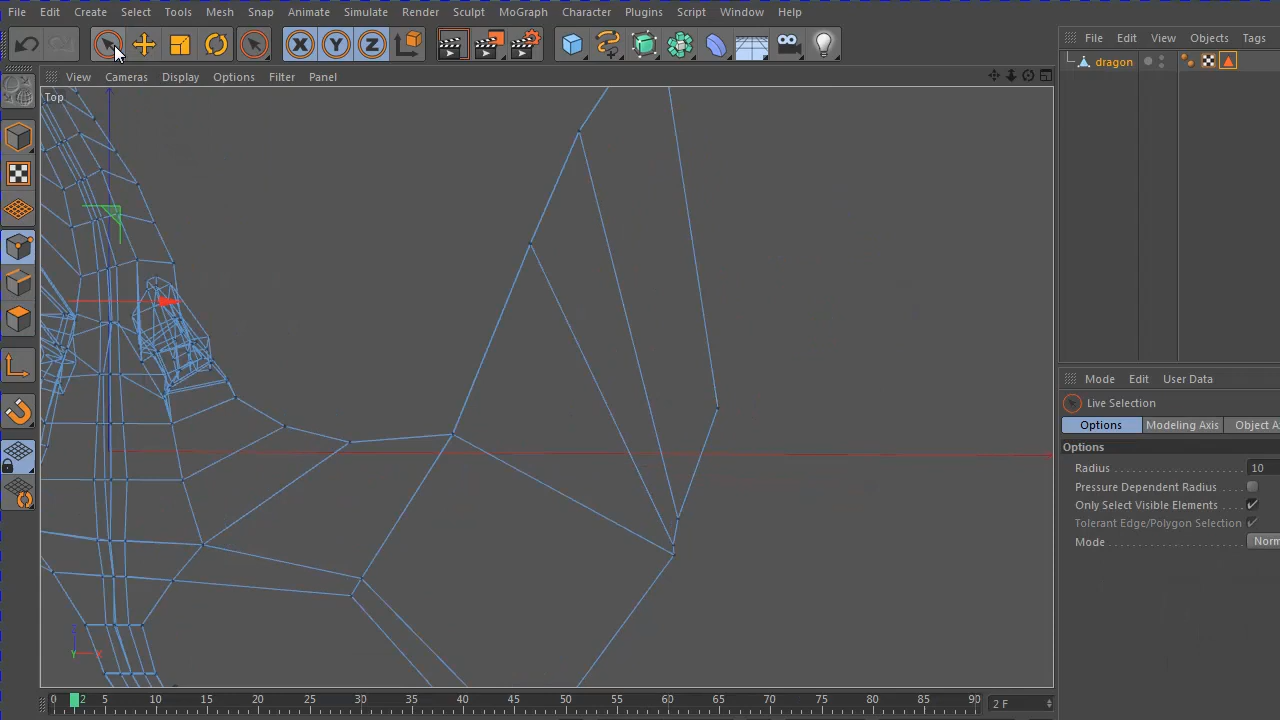 File Edit Create Select Tools Mesh Snap Animate Simulate Render Sculpt MoGraph Character Plugins Script Window Help
X Y Z
File Edit View Objects Tags
dragon
View Cameras Display Options Filter Panel
Top
Mode Edit User Data
Live Selection
Options Modeling Axis Object A
Options
Radius 10
Pressure Dependent Radius
Only Select Visible Elements
Tolerant Edge/Polygon Selection
Mode Norm
Z
Y X
0 2 5 10 15 20 25 30 35 40 45 50 55 60 65 70 75 80 85 90 2 F